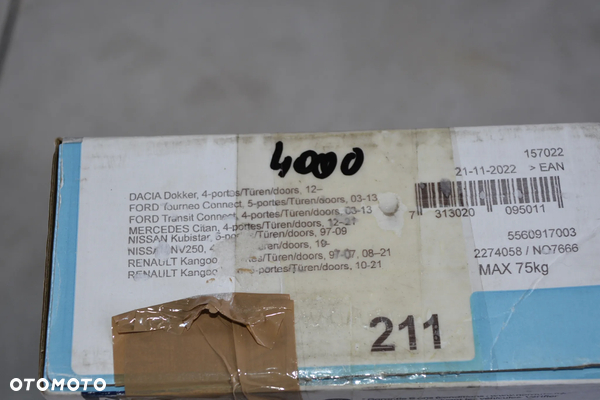 4000
157022
21-11-2022 > EAN
7 313020 095011
5560917003
2274058 / NO7666
MAX 75kg
DACIA Dokker, 4-portes/Türen/doors, 12–
FORD Tourneo Connect, 5-portes/Türen/doors, 03-13
FORD Transit Connect, 4-portes/Türen/doors, 03-13
MERCEDES Citan, 4-portes/Türen/doors, 12–21
NISSAN Kubistar, 5-portes/Türen/doors, 97-09
NV250, 19-
RENAULT Kangoo 97-07, 08--21
RENAULT Kangoo -portes/Türen/doors, 10-21
211
OTOMOTO